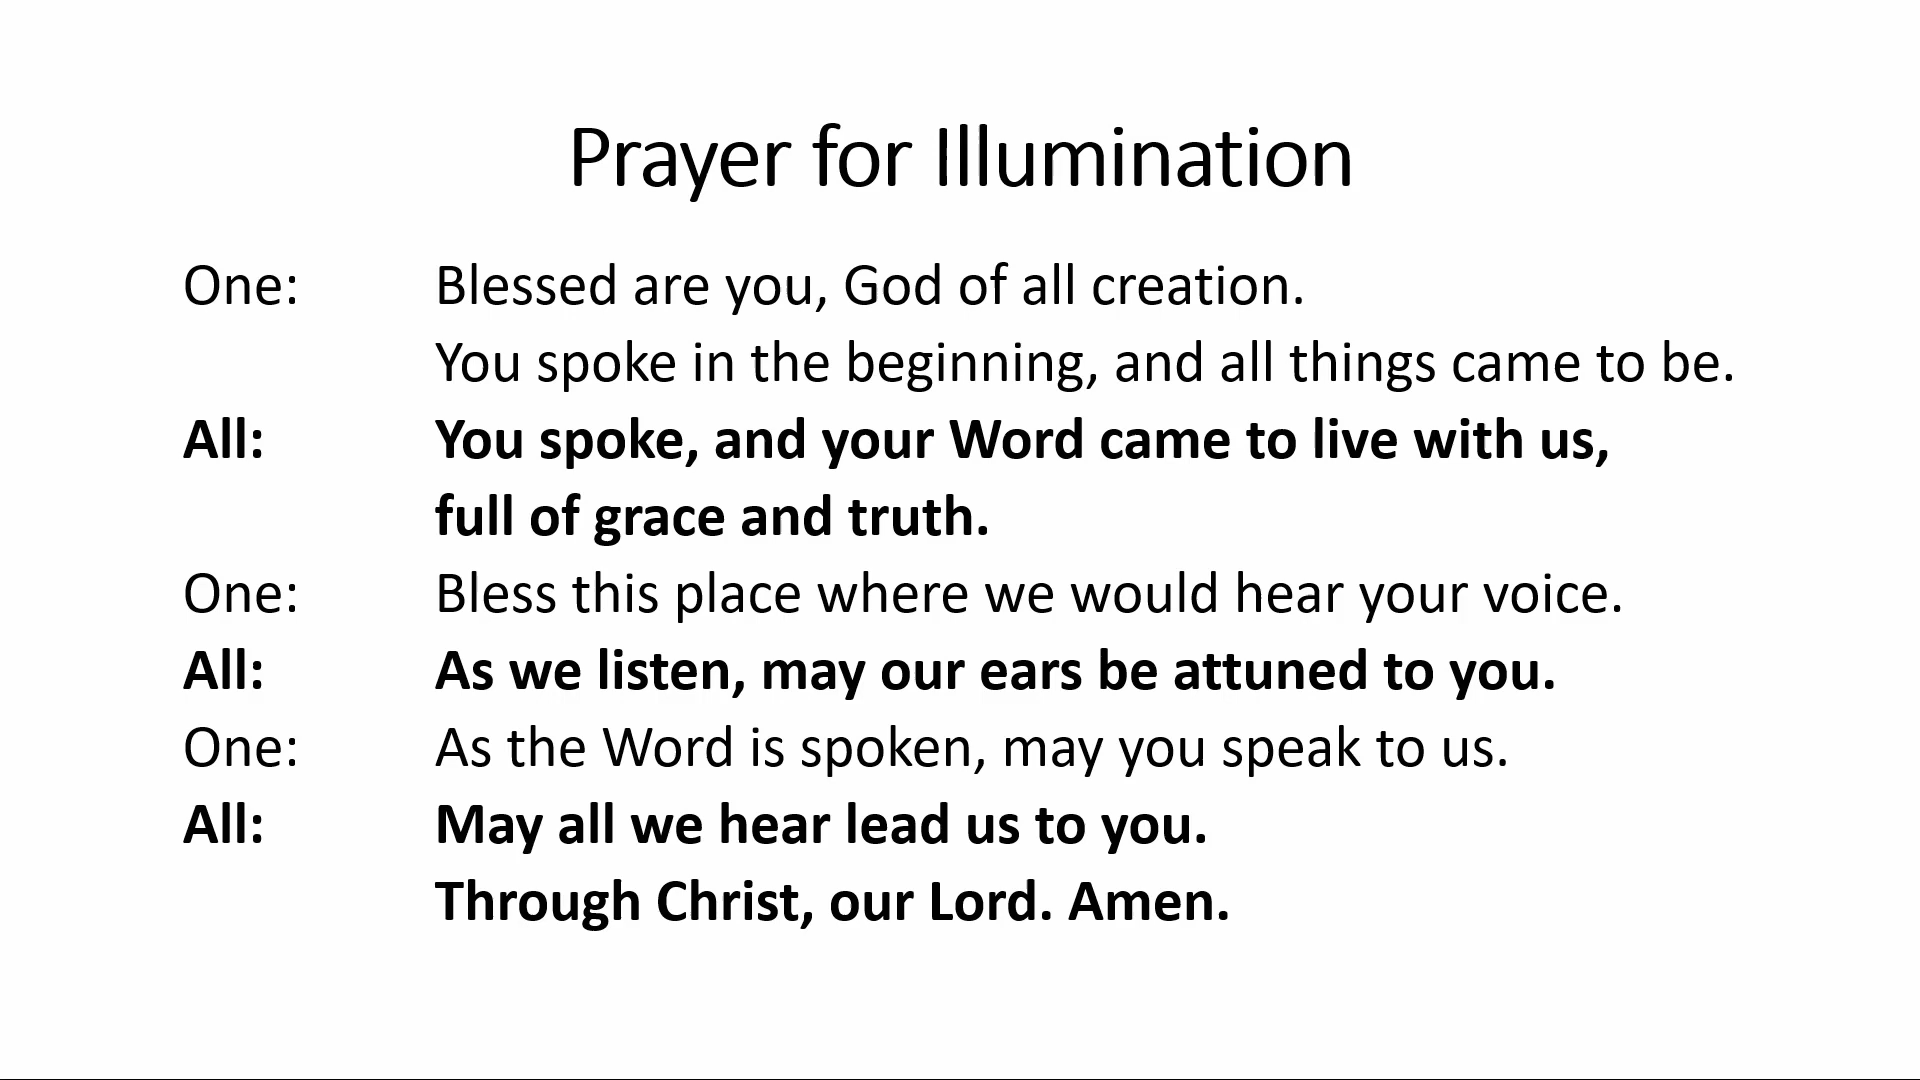 Prayer for Illumination
One: Blessed are you, God of all creation.
You spoke in the beginning, and all things came to be.
All: You spoke, and your Word came to live with us,
full of grace and truth.
One: Bless this place where we would hear your voice.
All: As we listen, may our ears be attuned to you.
One: As the Word is spoken, may you speak to us.
All: May all we hear lead us to you.
Through Christ, our Lord. Amen.